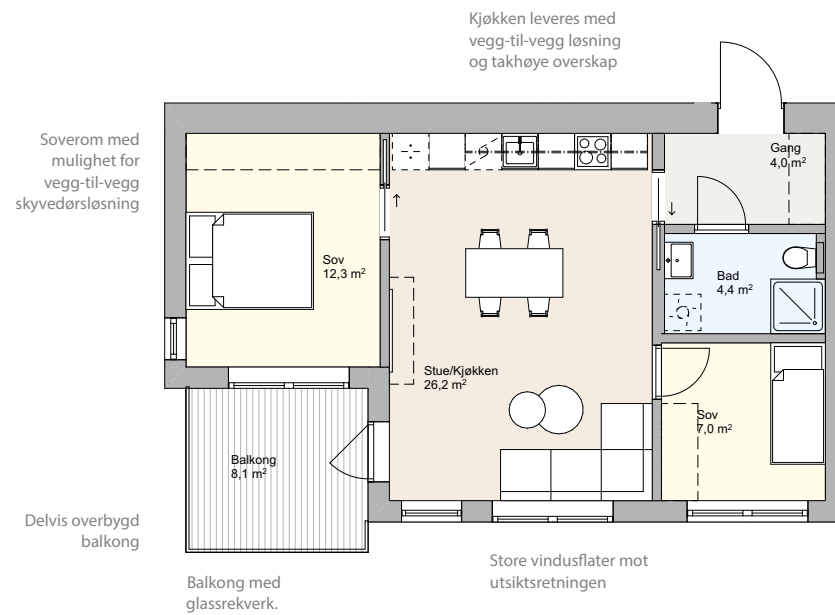 Kjøkken leveres med
vegg-til-vegg løsning
og takhøye overskap
Soverom med
mulighet for
vegg-til-vegg
skyvedørsløsning
Gang
4,0 m²
Sov
12,3 m²
Bad
4,4 m²
Stue/Kjøkken
26,2 m²
Sov
7,0 m²
Balkong
8,1 m²
Delvis overbygd
balkong
Balkong med
glassrekverk.
Store vindusflater mot
utsiktsretningen